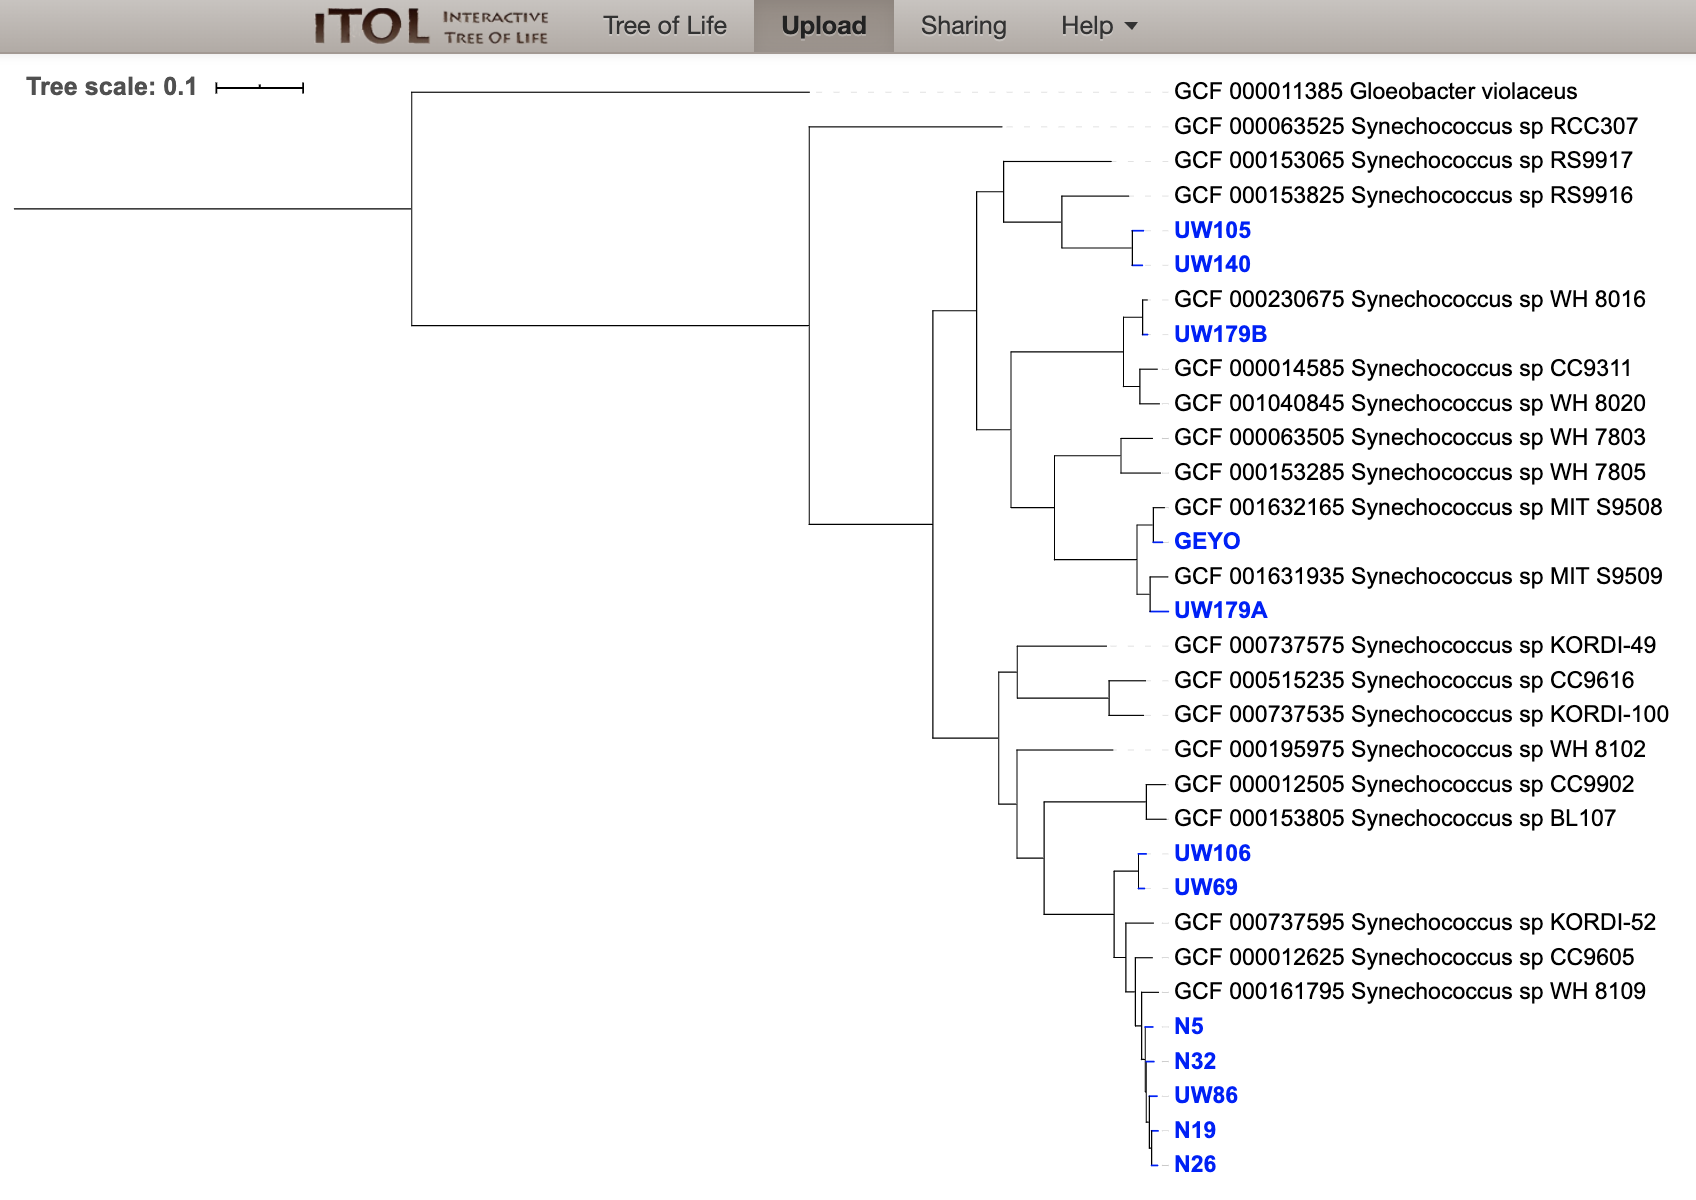 iTOL INTERACTIVE TREE OF LIFE Tree of Life Upload Sharing Help
Tree scale: 0.1
GCF 000011385 Gloeobacter violaceus
GCF 000063525 Synechococcus sp RCC307
GCF 000153065 Synechococcus sp RS9917
GCF 000153825 Synechococcus sp RS9916
UW105
UW140
GCF 000230675 Synechococcus sp WH 8016
UW179B
GCF 000014585 Synechococcus sp CC9311
GCF 001040845 Synechococcus sp WH 8020
GCF 000063505 Synechococcus sp WH 7803
GCF 000153285 Synechococcus sp WH 7805
GCF 001632165 Synechococcus sp MIT S9508
GEYO
GCF 001631935 Synechococcus sp MIT S9509
UW179A
GCF 000737575 Synechococcus sp KORDI-49
GCF 000515235 Synechococcus sp CC9616
GCF 000737535 Synechococcus sp KORDI-100
GCF 000195975 Synechococcus sp WH 8102
GCF 000012505 Synechococcus sp CC9902
GCF 000153805 Synechococcus sp BL107
UW106
UW69
GCF 000737595 Synechococcus sp KORDI-52
GCF 000012625 Synechococcus sp CC9605
GCF 000161795 Synechococcus sp WH 8109
N5
N32
UW86
N19
N26